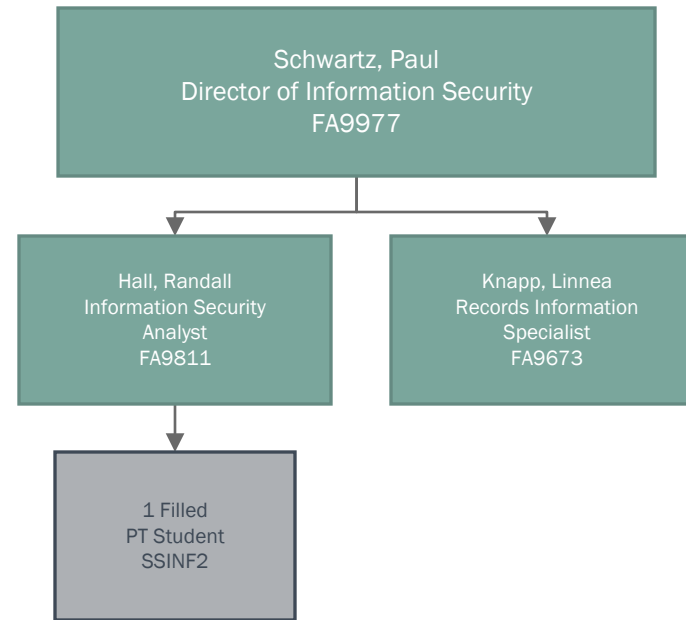 Schwartz, Paul
Director of Information Security
FA9977
Hall, Randall
Information Security
Analyst
FA9811
Knapp, Linnea
Records Information
Specialist
FA9673
1 Filled
PT Student
SSINF2